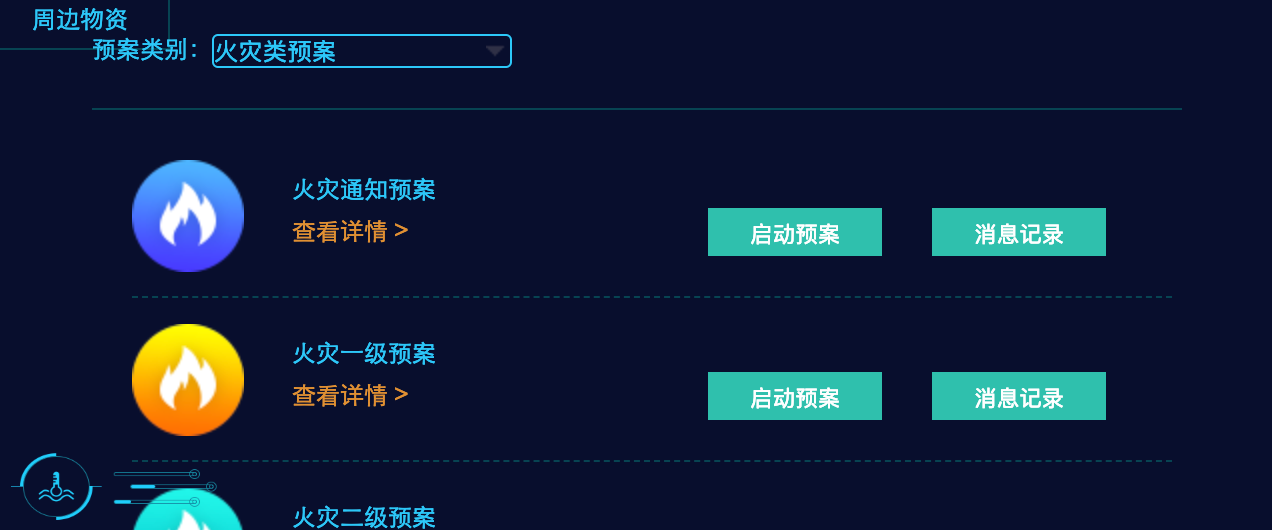 周边物资
预案类别：
火灾类预案
火灾通知预案
查看详情 >
启动预案
消息记录
火灾一级预案
查看详情 >
启动预案
消息记录
火灾二级预案